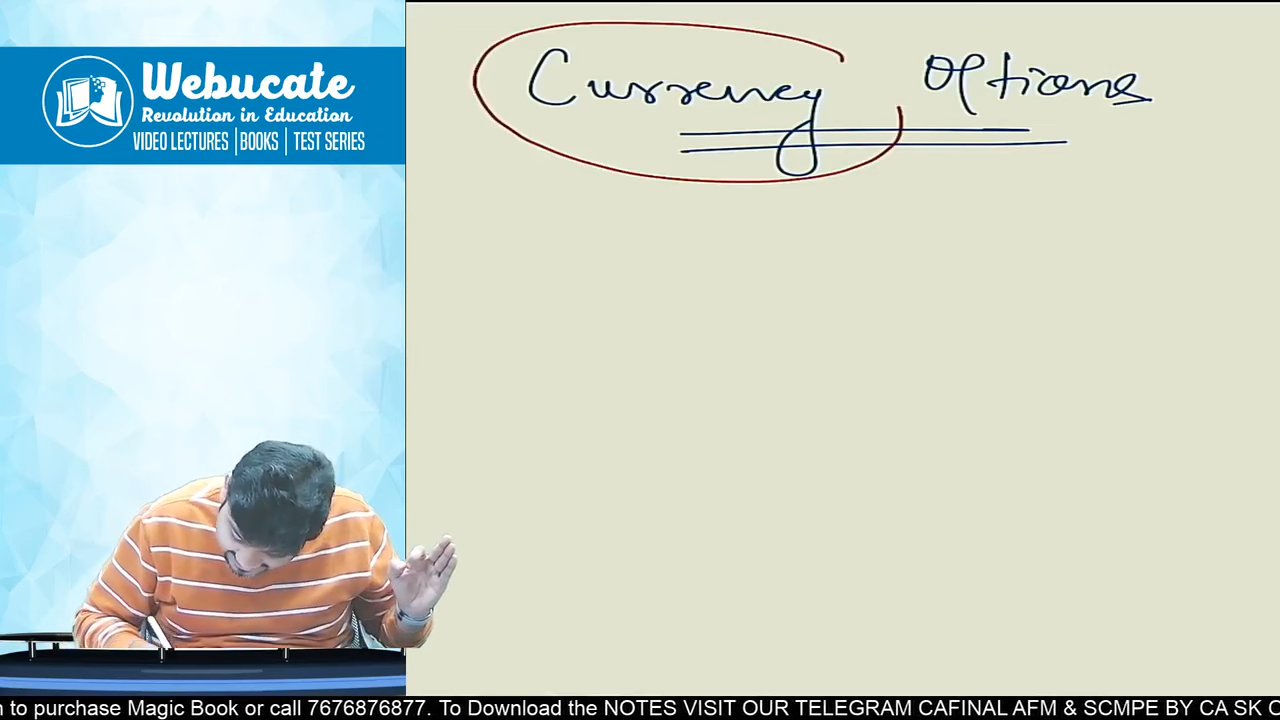 Webucate
Revolution in Education
VIDEO LECTURES | BOOKS | TEST SERIES
Currency Options
to purchase Magic Book or call 7676876877. To Download the NOTES VISIT OUR TELEGRAM CAFINAL AFM & SCMPE BY CA SK